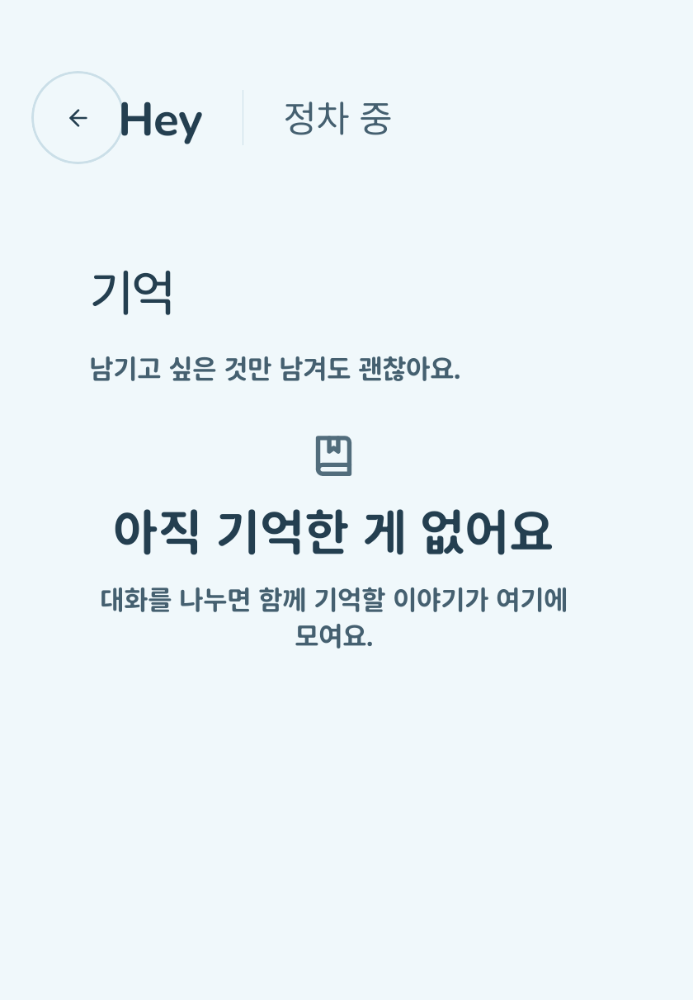 Hey 정차 중
기억
남기고 싶은 것만 남겨도 괜찮아요.
아직 기억한 게 없어요
대화를 나누면 함께 기억할 이야기가 여기에
모여요.